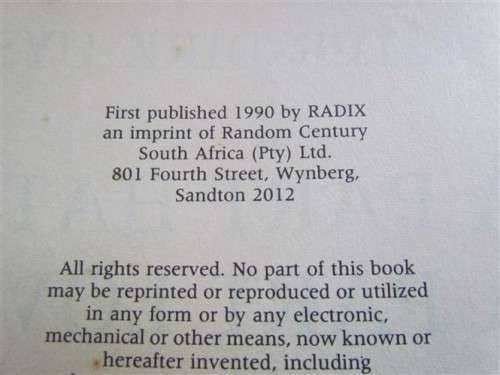 First published 1990 by RADIX
an imprint of Random Century
South Africa (Pty) Ltd.
801 Fourth Street, Wynberg,
Sandton 2012
All rights reserved. No part of this book
may be reprinted or reproduced or utilized
in any form or by any electronic,
mechanical or other means, now known or
hereafter invented, including